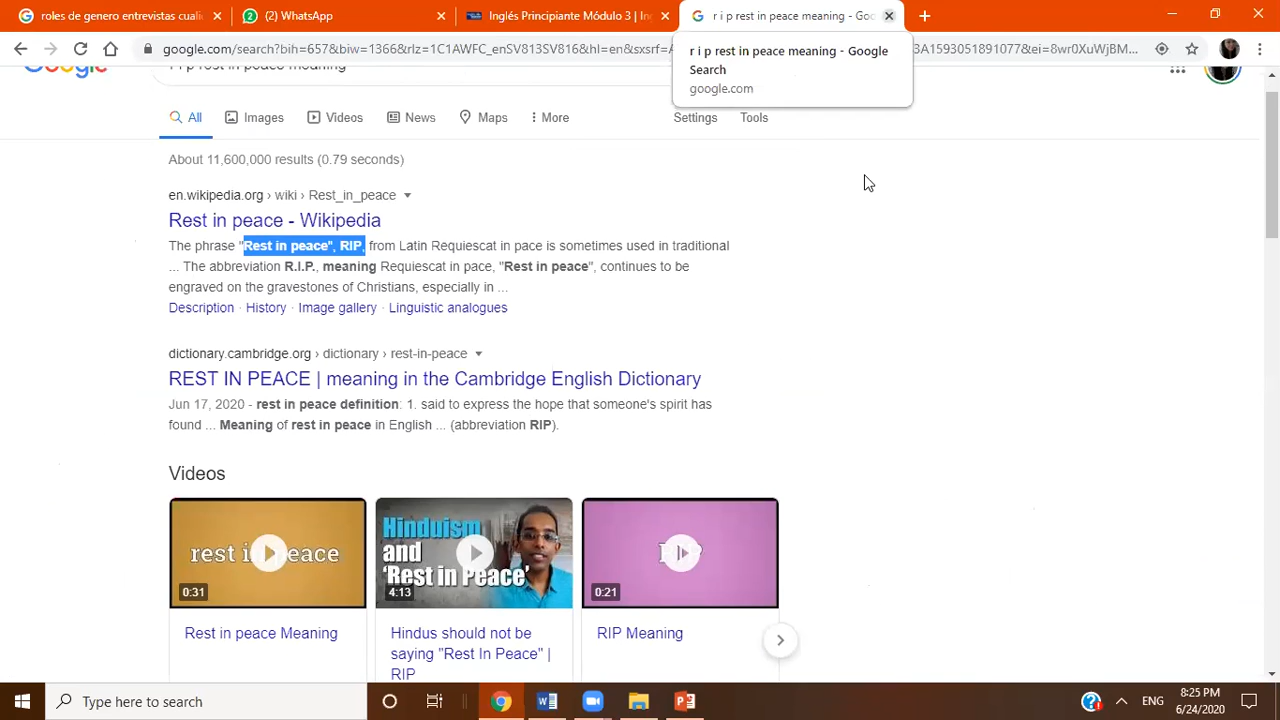 roles de genero entrevistas cuali
(2) WhatsApp
Inglés Principiante Módulo 3 | In
r i p rest in peace meaning - Goo
google.com/search?bih=657&biw=1366&rlz=1C1AWFC_enSV813SV816&hl=en&sxsrf=A
3A1593051891077&ei=8wr0XuWjBM...
r i p rest in peace meaning - Google
Search
google.com
r i p rest in peace meaning
All
Images
Videos
News
Maps
More
Settings
Tools
About 11,600,000 results (0.79 seconds)
en.wikipedia.org › wiki › Rest_in_peace
Rest in peace - Wikipedia
The phrase "Rest in peace", RIP, from Latin Requiescat in pace is sometimes used in traditional
... The abbreviation R.I.P., meaning Requiescat in pace, "Rest in peace", continues to be
engraved on the gravestones of Christians, especially in ...
Description · History · Image gallery · Linguistic analogues
dictionary.cambridge.org › dictionary › rest-in-peace
REST IN PEACE | meaning in the Cambridge English Dictionary
Jun 17, 2020 - rest in peace definition: 1. said to express the hope that someone's spirit has
found ... Meaning of rest in peace in English ... (abbreviation RIP).
Videos
rest in peace
0:31
Hinduism
and
'Rest in Peace'
4:13
RIP
0:21
Rest in peace Meaning
Hindus should not be
saying "Rest In Peace" |
RIP
RIP Meaning
Type here to search
ENG
8:25 PM
6/24/2020